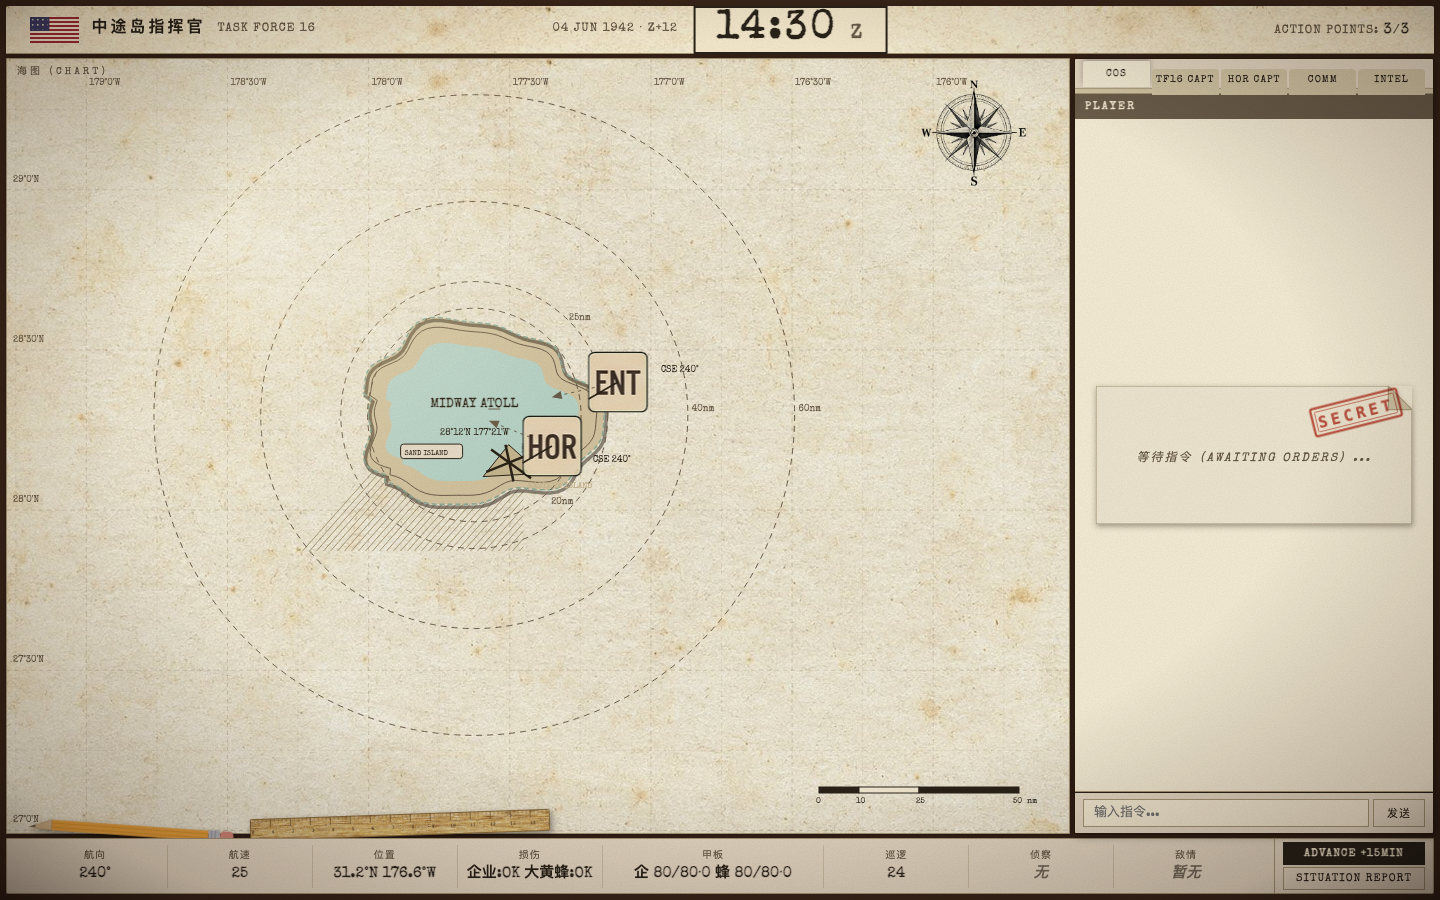 中途岛指挥官 TASK FORCE 16
04 JUN 1942 · Z+12
14:30 Z
ACTION POINTS: 3/3
海图 (CHART)
179°0'W 178°30'W 178°0'W 177°30'W 177°0'W 176°30'W 176°0'W
N
W E
S
29°0'N
28°30'N
28°0'N
27°30'N
27°0'N
25nm
40nm
60nm
20nm
ENT
CSE 240°
HOR
CSE 240°
MIDWAY ATOLL
28°12'N 177°21'W
SAND ISLAND
0 10 25 50 nm
COS TF16 CAPT HOR CAPT COMM INTEL
PLAYER
SECRET
等待指令 (AWAITING ORDERS) ...
输入指令...
发送
航向 航速 位置 损伤 甲板 巡逻 侦察 敌情
240° 25 31.2°N 176.6°W 企业:OK 大黄蜂:OK 企 80/80·0 蜂 80/80·0 24 无 暂无
ADVANCE +15MIN
SITUATION REPORT